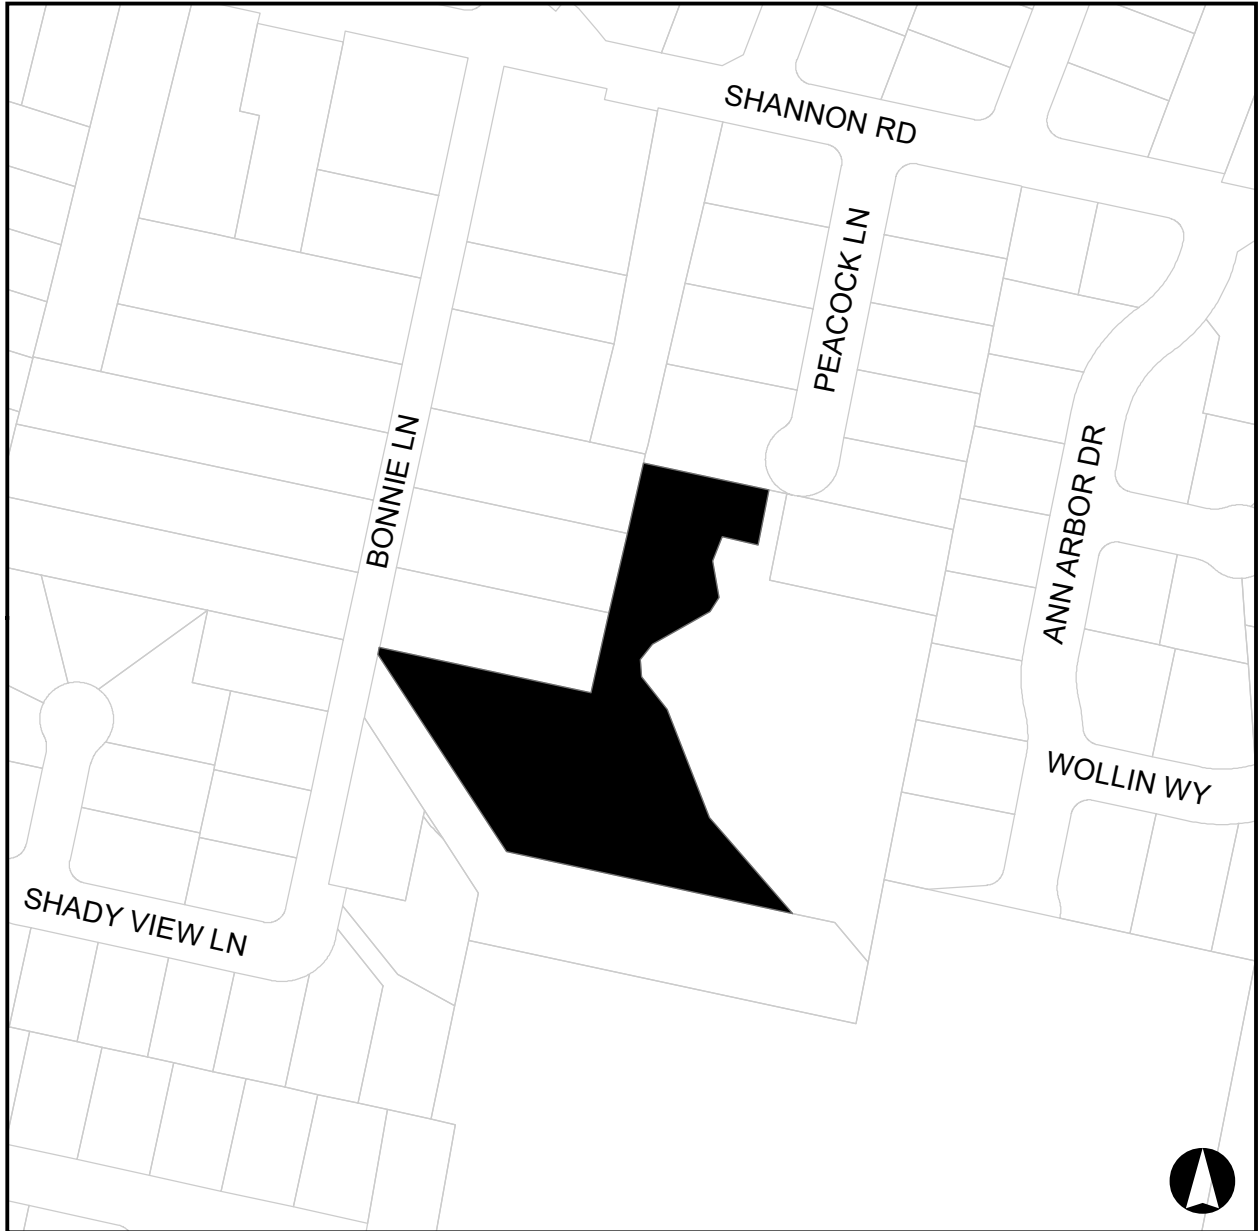 SHANNON RD
PEACOCK LN
BONNIE LN
ANN ARBOR DR
WOLLIN WY
SHADY VIEW LN